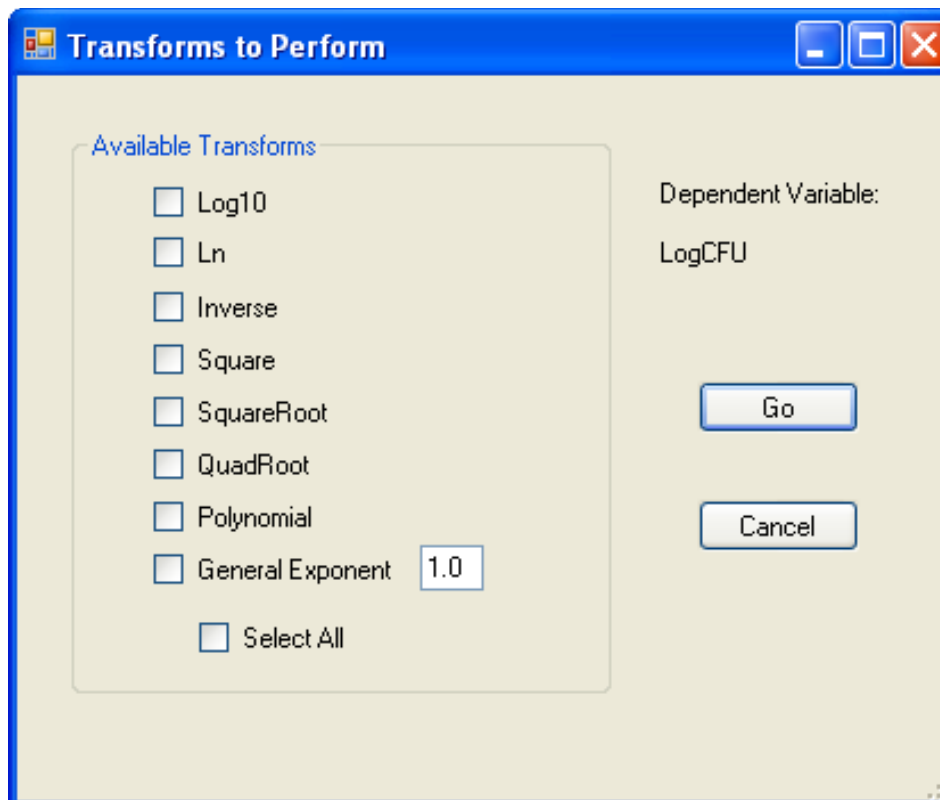 Transforms to Perform
Available Transforms
Log10
Ln
Inverse
Square
SquareRoot
QuadRoot
Polynomial
General Exponent 1.0
Select All
Dependent Variable:
LogCFU
Go
Cancel